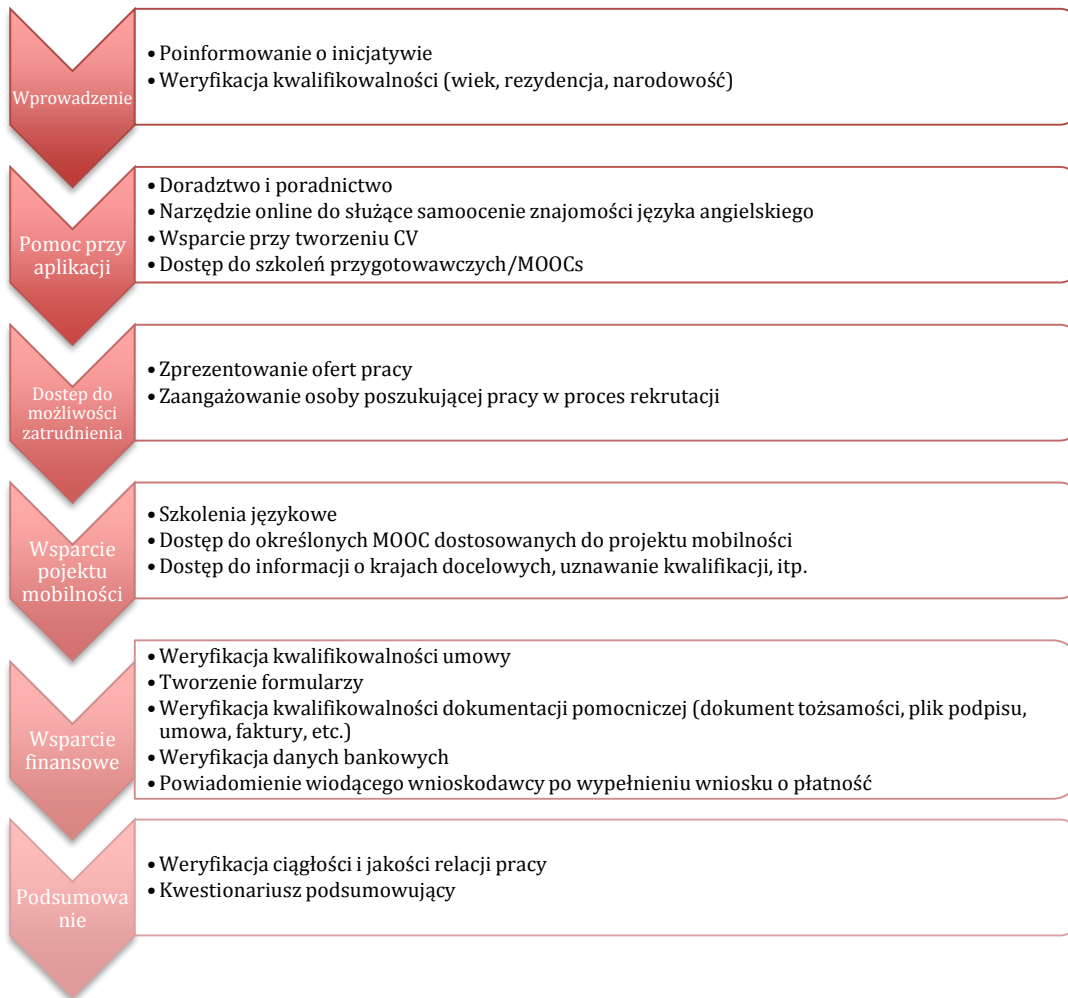 Wprowadzenie
• Poinformowanie o inicjatywie
• Weryfikacja kwalifikowalności (wiek, rezydencja, narodowość)
Pomoc przy
aplikacji
• Doradztwo i poradnictwo
• Narzędzie online do służące samoocenie znajomości języka angielskiego
• Wsparcie przy tworzeniu CV
• Dostęp do szkoleń przygotowawczych/MOOCs
Dostep do
możliwości
zatrudnienia
• Zprezentowanie ofert pracy
• Zaangażowanie osoby poszukującej pracy w proces rekrutacji
Wsparcie
pojektu
mobilności
• Szkolenia językowe
• Dostęp do określonych MOOC dostosowanych do projektu mobilności
• Dostęp do informacji o krajach docelowych, uznawanie kwalifikacji, itp.
Wsparcie
finansowe
• Weryfikacja kwalifikowalności umowy
• Tworzenie formularzy
• Weryfikacja kwalifikowalności dokumentacji pomocniczej (dokument tożsamości, plik podpisu,
umowa, faktury, etc.)
• Weryfikacja danych bankowych
• Powiadomienie wiodącego wnioskodawcy po wypełnieniu wniosku o płatność
Podsumowa
nie
• Weryfikacja ciągłości i jakości relacji pracy
• Kwestionariusz podsumowujący